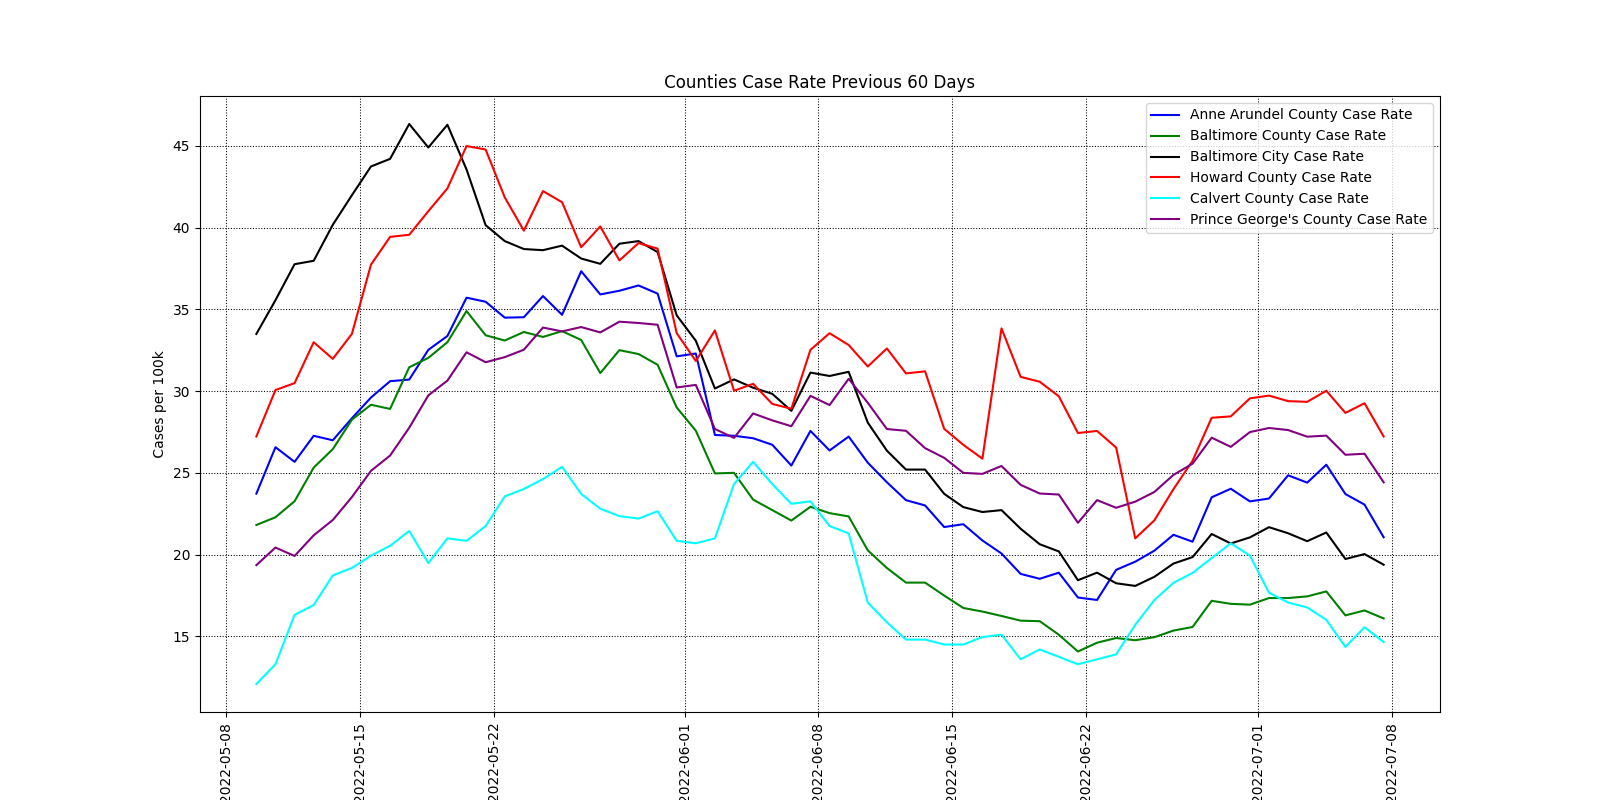 Counties Case Rate Previous 60 Days
Anne Arundel County Case Rate
Baltimore County Case Rate
Baltimore City Case Rate
Howard County Case Rate
Calvert County Case Rate
Prince George's County Case Rate
Cases per 100k
45
40
35
30
25
20
15
2022-05-08
2022-05-15
2022-05-22
2022-06-01
2022-06-08
2022-06-15
2022-06-22
2022-07-01
2022-07-08